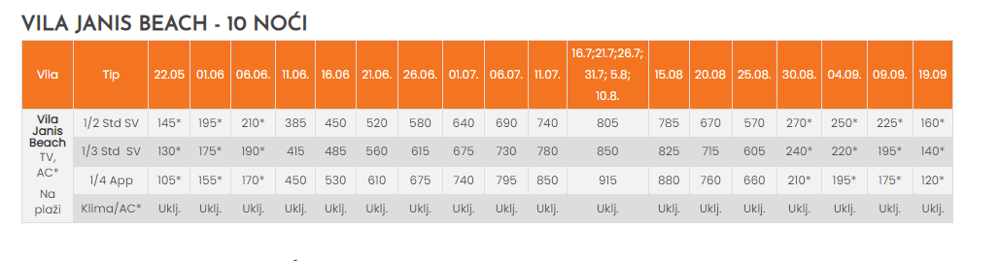 VILA JANIS BEACH - 10 NOĆI
Vila Tip 22.05 01.06 06.06. 11.06. 16.06 21.06. 26.06. 01.07. 06.07. 11.07. 16.7;21.7;26.7; 31.7; 5.8; 10.8. 15.08 20.08 25.08. 30.08. 04.09. 09.09. 19.09
Vila Janis Beach TV, AC* Na plaži
1/2 Std SV 145* 195* 210* 385 450 520 580 640 690 740 805 785 670 570 270* 250* 225* 160*
1/3 Std SV 130* 175* 190* 415 485 560 615 675 730 780 850 825 715 605 240* 220* 195* 140*
1/4 App 105* 155* 170* 450 530 610 675 740 795 850 915 880 760 660 210* 195* 175* 120*
Klima/AC* Uklj. Uklj. Uklj. Uklj. Uklj. Uklj. Uklj. Uklj. Uklj. Uklj. Uklj. Uklj. Uklj. Uklj. Uklj. Uklj. Uklj. Uklj.